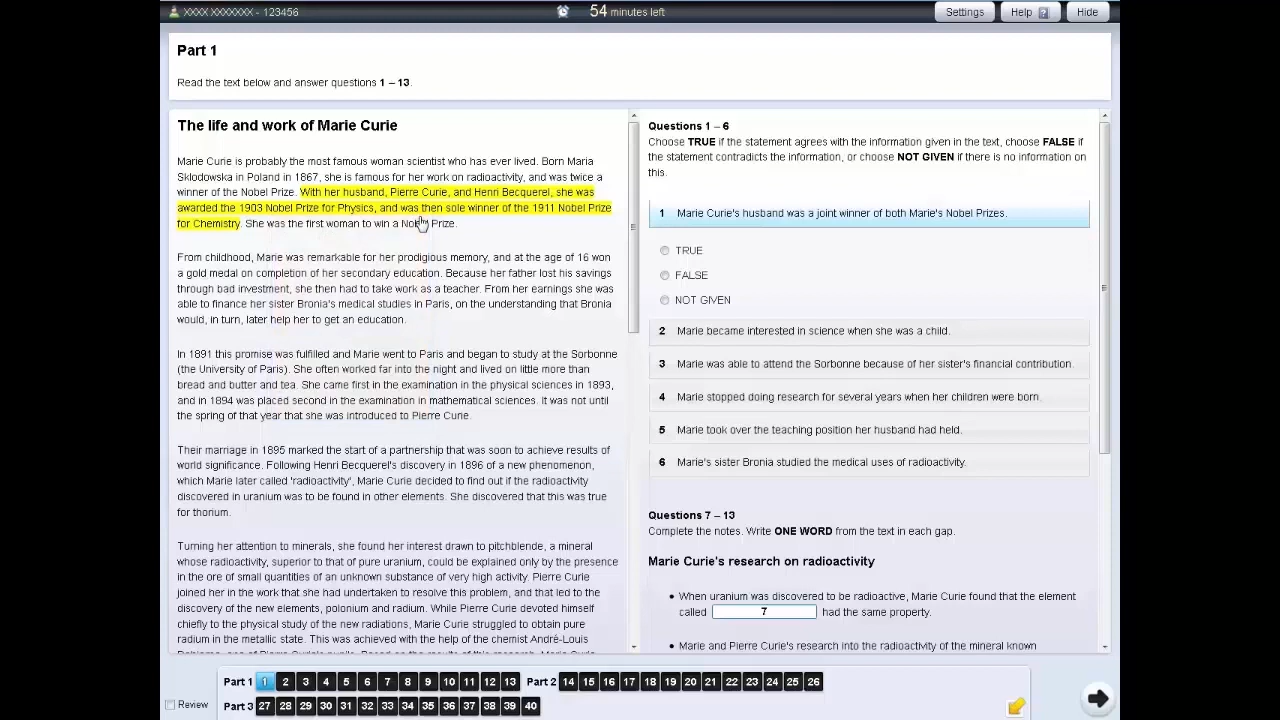 XXXX XXXXXXX - 123456
54 minutes left
Settings
Help ?
Hide
Part 1
Read the text below and answer questions 1 – 13.
The life and work of Marie Curie
Marie Curie is probably the most famous woman scientist who has ever lived. Born Maria
Sklodowska in Poland in 1867, she is famous for her work on radioactivity, and was twice a
winner of the Nobel Prize. With her husband, Pierre Curie, and Henri Becquerel, she was
awarded the 1903 Nobel Prize for Physics, and was then sole winner of the 1911 Nobel Prize
for Chemistry. She was the first woman to win a Nobel Prize.
From childhood, Marie was remarkable for her prodigious memory, and at the age of 16 won
a gold medal on completion of her secondary education. Because her father lost his savings
through bad investment, she then had to take work as a teacher. From her earnings she was
able to finance her sister Bronia's medical studies in Paris, on the understanding that Bronia
would, in turn, later help her to get an education.
In 1891 this promise was fulfilled and Marie went to Paris and began to study at the Sorbonne
(the University of Paris). She often worked far into the night and lived on little more than
bread and butter and tea. She came first in the examination in the physical sciences in 1893,
and in 1894 was placed second in the examination in mathematical sciences. It was not until
the spring of that year that she was introduced to Pierre Curie.
Their marriage in 1895 marked the start of a partnership that was soon to achieve results of
world significance. Following Henri Becquerel's discovery in 1896 of a new phenomenon,
which Marie later called 'radioactivity', Marie Curie decided to find out if the radioactivity
discovered in uranium was to be found in other elements. She discovered that this was true
for thorium.
Turning her attention to minerals, she found her interest drawn to pitchblende, a mineral
whose radioactivity, superior to that of pure uranium, could be explained only by the presence
in the ore of small quantities of an unknown substance of very high activity. Pierre Curie
joined her in the work that she had undertaken to resolve this problem, and that led to the
discovery of the new elements, polonium and radium. While Pierre Curie devoted himself
chiefly to the physical study of the new radiations, Marie Curie struggled to obtain pure
radium in the metallic state. This was achieved with the help of the chemist André-Louis
Questions 1 – 6
Choose TRUE if the statement agrees with the information given in the text, choose FALSE if
the statement contradicts the information, or choose NOT GIVEN if there is no information on
this.
1 Marie Curie's husband was a joint winner of both Marie's Nobel Prizes.
TRUE
FALSE
NOT GIVEN
2 Marie became interested in science when she was a child.
3 Marie was able to attend the Sorbonne because of her sister's financial contribution.
4 Marie stopped doing research for several years when her children were born.
5 Marie took over the teaching position her husband had held.
6 Marie's sister Bronia studied the medical uses of radioactivity.
Questions 7 – 13
Complete the notes. Write ONE WORD from the text in each gap.
Marie Curie's research on radioactivity
• When uranium was discovered to be radioactive, Marie Curie found that the element
called 7 had the same property.
• Marie and Pierre Curie's research into the radioactivity of the mineral known
Part 1 1 2 3 4 5 6 7 8 9 10 11 12 13 Part 2 14 15 16 17 18 19 20 21 22 23 24 25 26
Review
Part 3 27 28 29 30 31 32 33 34 35 36 37 38 39 40